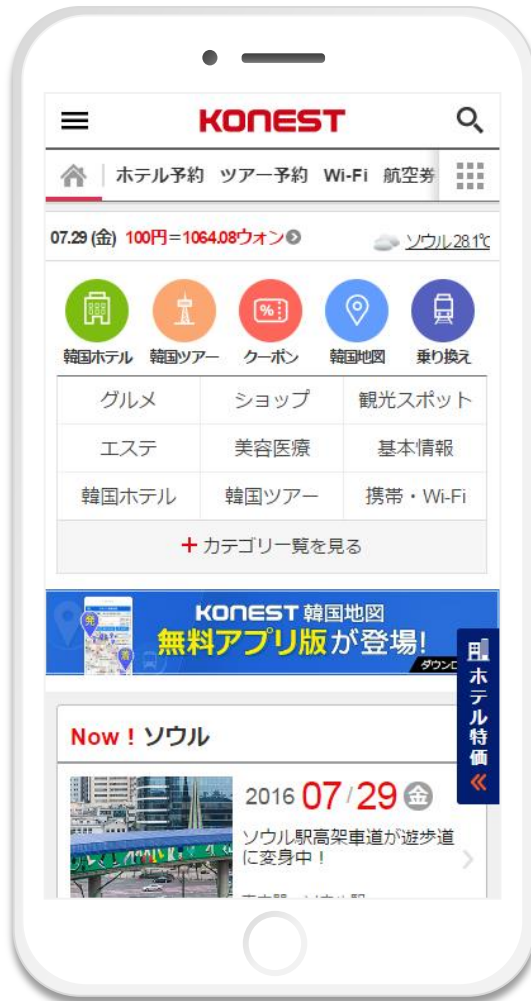 KONEST
ホテル予約 ツアー予約 Wi-Fi 航空券
07.29 (金) 100円=1064.08ウォン ソウル 28.1℃
韓国ホテル 韓国ツアー クーポン 韓国地図 乗り換え
グルメ ショップ 観光スポット
エステ 美容医療 基本情報
韓国ホテル 韓国ツアー 携帯・Wi-Fi
+ カテゴリ一覧を見る
KONEST 韓国地図
無料アプリ版が登場!
ホテル特価
Now ! ソウル
2016 07/29 金
ソウル駅高架車道が遊歩道
に変身中！